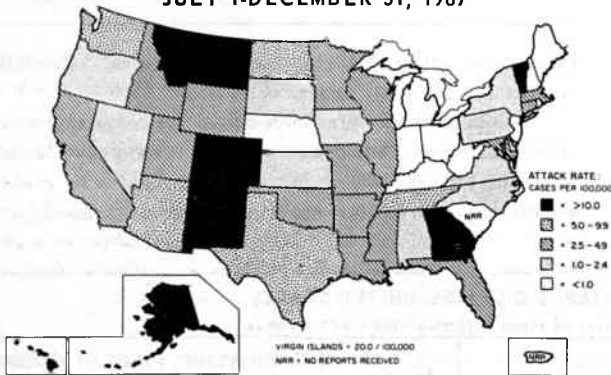 JULY 1-DECEMBER 31, 1967
ATTACK RATE:
CASES PER 100,000
= >10.0
= 5.0 - 9.9
= 2.5 - 4.9
= 1.0 - 2.4
= <1.0
NRR
VIRGIN ISLANDS = 20.0 / 100,000
NRR = NO REPORTS RECEIVED
NRR